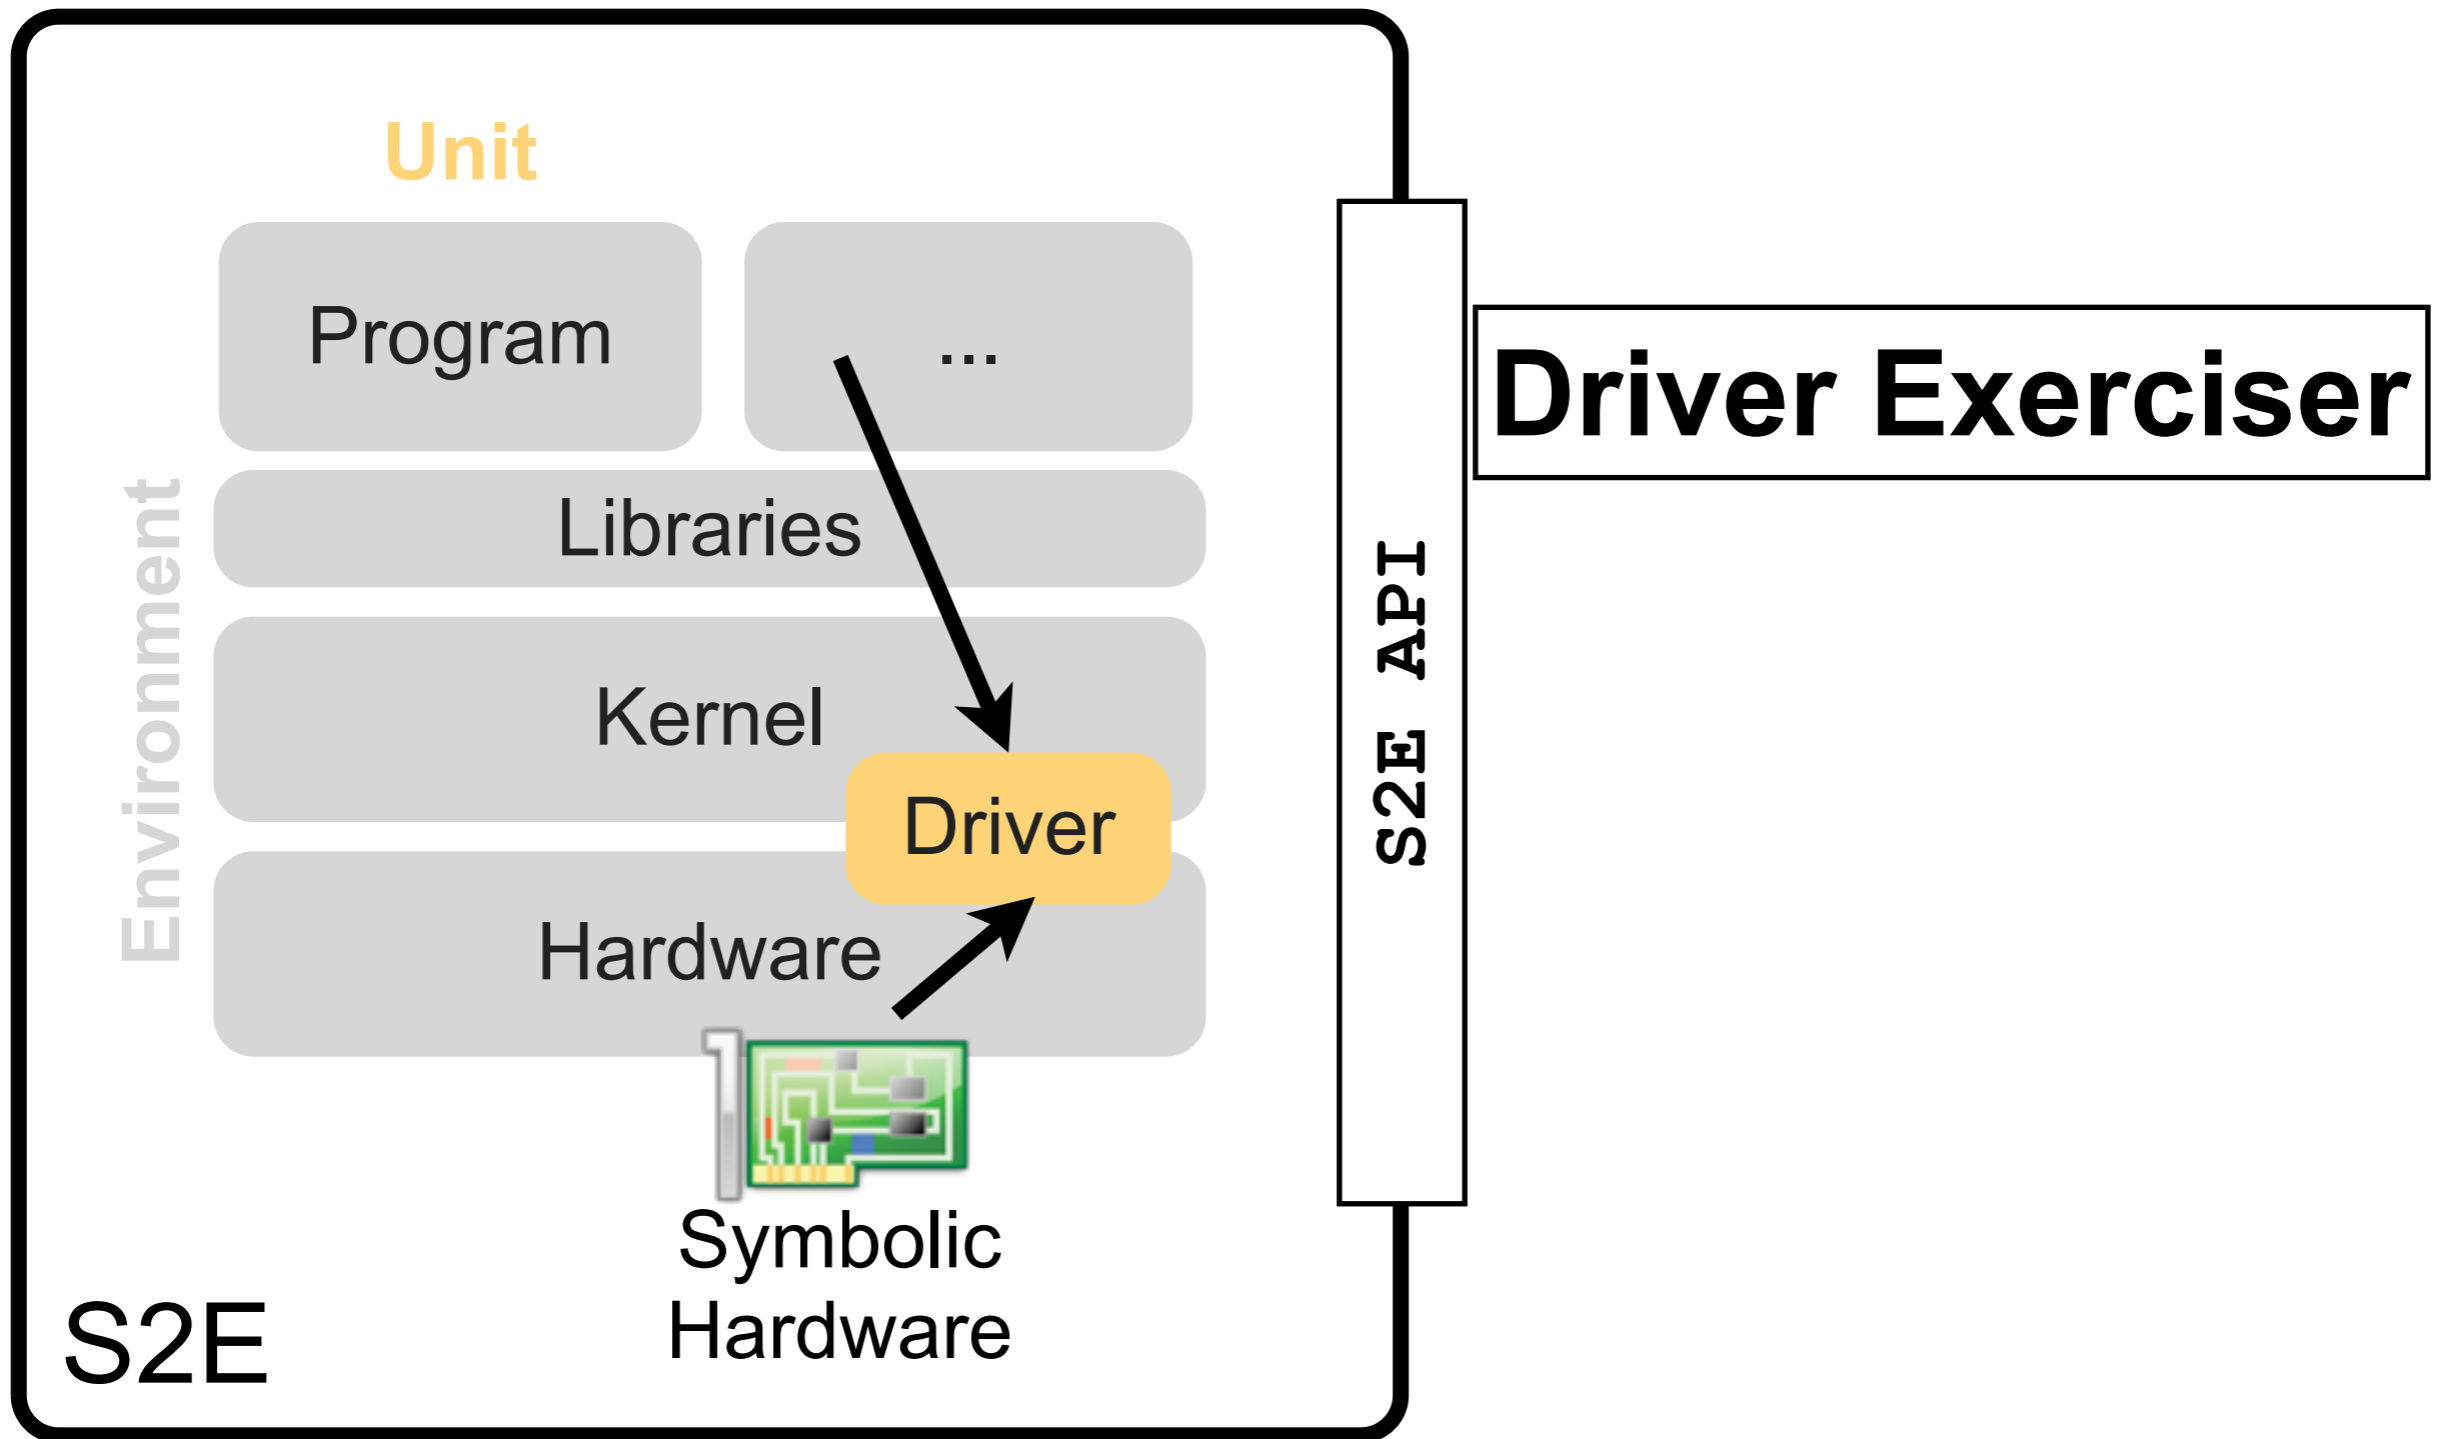 Unit
Program
...
Libraries
Environment
Kernel
Driver
Hardware
Symbolic
Hardware
S2E
S2E API
Driver Exerciser